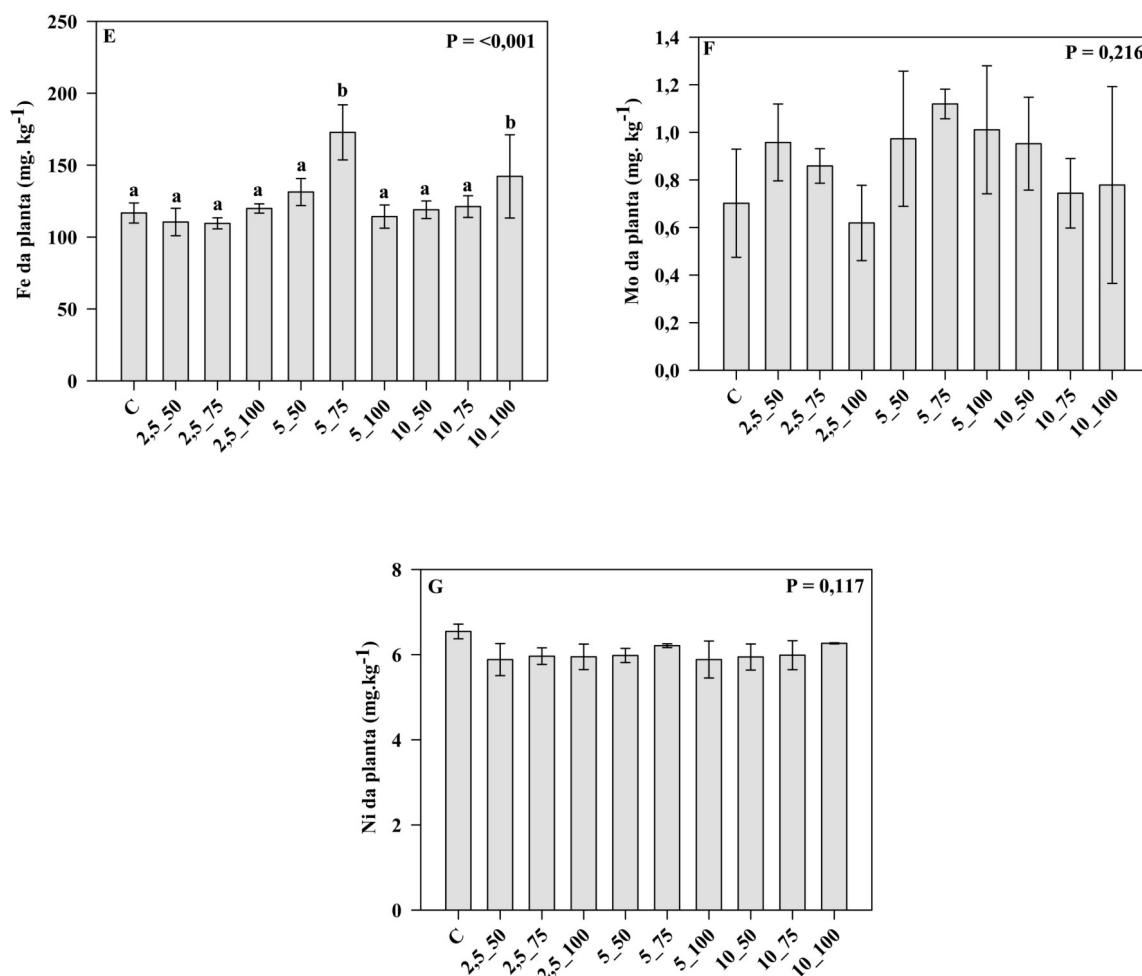 E
P = <0,001
Fe da planta (mg. kg-1)
250
200
150
100
50
0
a
a
a
a
a
b
a
a
a
b
C
2,5_50
2,5_75
2,5_100
5_50
5_75
5_100
10_50
10_75
10_100
F
P = 0,216
Mo da planta (mg. kg-1)
1,4
1,2
1,0
0,8
0,6
0,4
0,2
0,0
C
2,5_50
2,5_75
2,5_100
5_50
5_75
5_100
10_50
10_75
10_100
G
P = 0,117
Ni da planta (mg.kg-1)
8
6
4
2
0
C
2,5_50
2,5_75
2,5_100
5_50
5_75
5_100
10_50
10_75
10_100